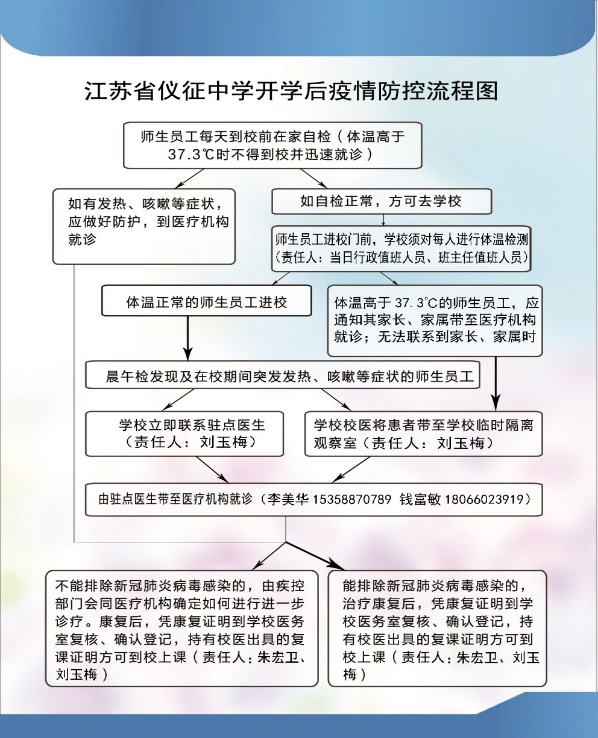 江苏省仪征中学开学后疫情防控流程图
师生员工每天到校前在家自检（体温高于
37.3℃时不得到校并迅速就诊）
如有发热、咳嗽等症状，
应做好防护，到医疗机构
就诊
如自检正常，方可去学校
师生员工进校门前，学校须对每人进行体温检测
（责任人：当日行政值班人员、班主任值班人员）
体温正常的师生员工进校
体温高于 37.3℃的师生员工，应
通知其家长、家属带至医疗机构
就诊；无法联系到家长、家属时
晨午检发现及在校期间突发发热、咳嗽等症状的师生员工
学校立即联系驻点医生
（责任人：刘玉梅）
学校校医将患者带至学校临时隔离
观察室（责任人：刘玉梅）
由驻点医生带至医疗机构就诊（李美华 15358870789 钱富敏 18066023919）
不能排除新冠肺炎病毒感染的，由疾控
部门会同医疗机构确定如何进行进一步
诊疗。康复后，凭康复证明到学校医务
室复核、确认登记，持有校医出具的复
课证明方可到校上课（责任人：朱宏卫、
刘玉梅）
能排除新冠肺炎病毒感染的，
治疗康复后，凭康复证明到学
校医务室复核、确认登记，持
有校医出具的复课证明方可到
校上课（责任人：朱宏卫、刘玉
梅）